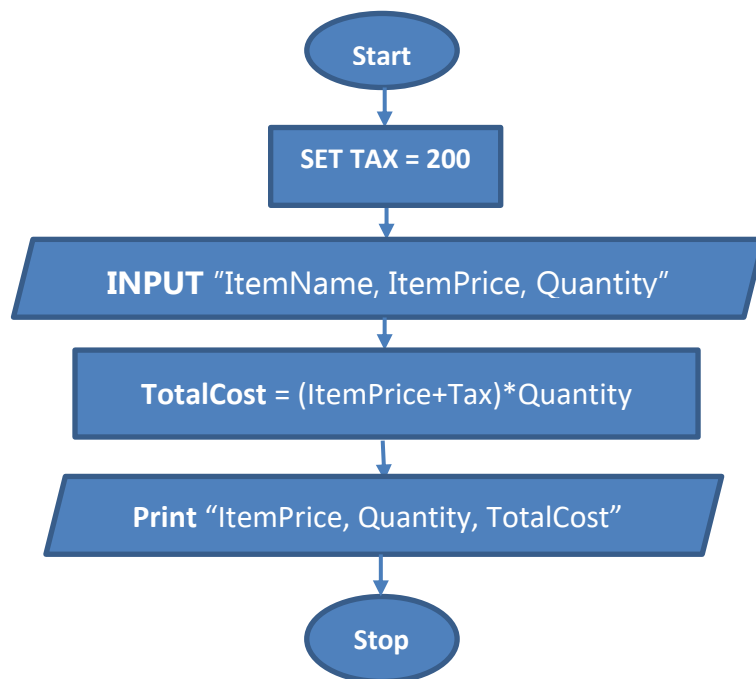 Start
SET TAX = 200
INPUT ”ItemName, ItemPrice, Quantity”
TotalCost = (ItemPrice+Tax)*Quantity
Print “ItemPrice, Quantity, TotalCost”
Stop